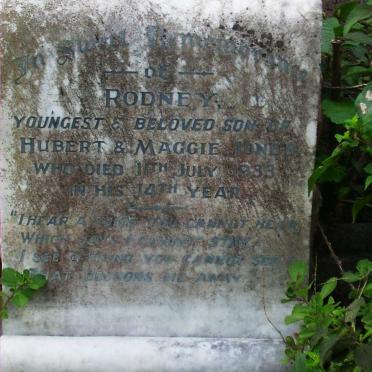 In Sweet Remembrance
of
RODNEY,
YOUNGEST & BELOVED SON OF
HUBERT & MAGGIE JONES
WHO DIED 11TH JULY 1933
IN HIS 14TH YEAR
"I HEAR A VOICE YOU CANNOT HEAR
WHICH SAYS I CANNOT STAY,
I SEE A HAND YOU CANNOT SEE
THAT BECKONS ME AWAY